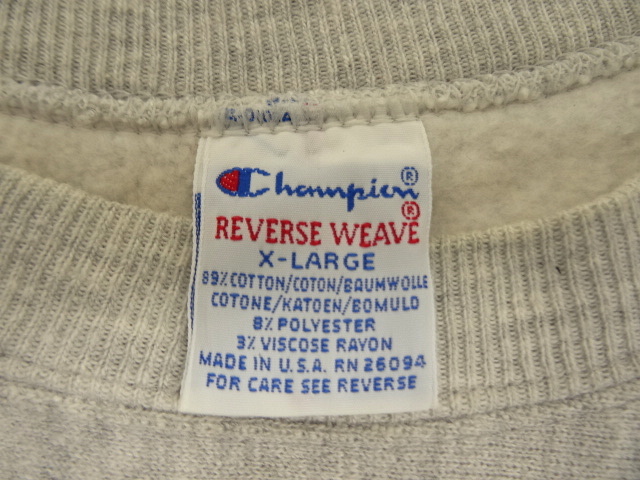 Champion®
REVERSE WEAVE®
X-LARGE
89% COTTON/COTON/BAUMWOLLE
COTONE/KATOEN/BOMULD
8% POLYESTER
3% VISCOSE RAYON
MADE IN U.S.A. RN 26094
FOR CARE SEE REVERSE